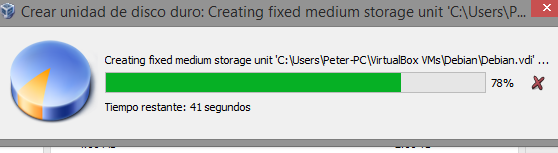 Crear unidad de disco duro: Creating fixed medium storage unit 'C:\Users\P...
Creating fixed medium storage unit 'C:\Users\Peter-PC\VirtualBox VMs\Debian\Debian.vdi' ...
78%
Tiempo restante: 41 segundos